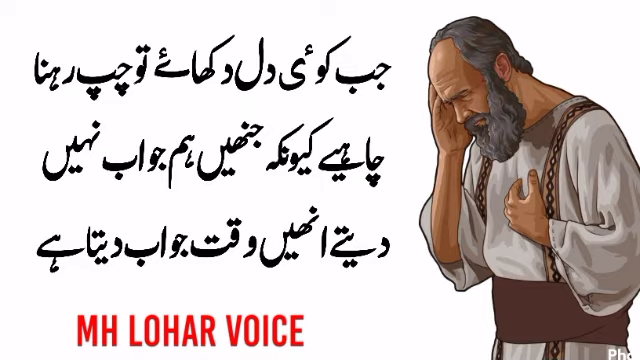 جب کوئی دل دکھائے تو چپ رہنا
چاہیے کیونکہ جنھیں ہم جواب نہیں
دیتے انھیں وقت جواب دیتا ہے
MH LOHAR VOICE